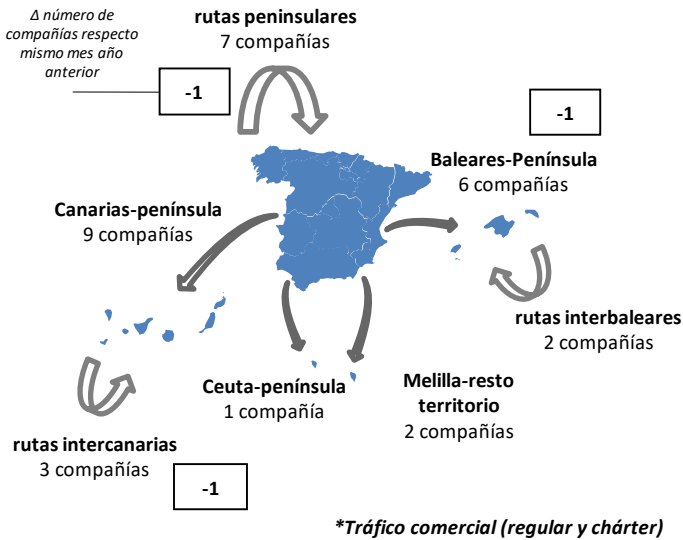 Δ número de
compañías respecto
mismo mes año
anterior
rutas peninsulares
7 compañías
-1
-1
Baleares-Península
6 compañías
Canarias-península
9 compañías
rutas interbaleares
2 compañías
Ceuta-península
1 compañía
Melilla-resto
territorio
2 compañías
rutas intercanarias
3 compañías
-1
*Tráfico comercial (regular y chárter)